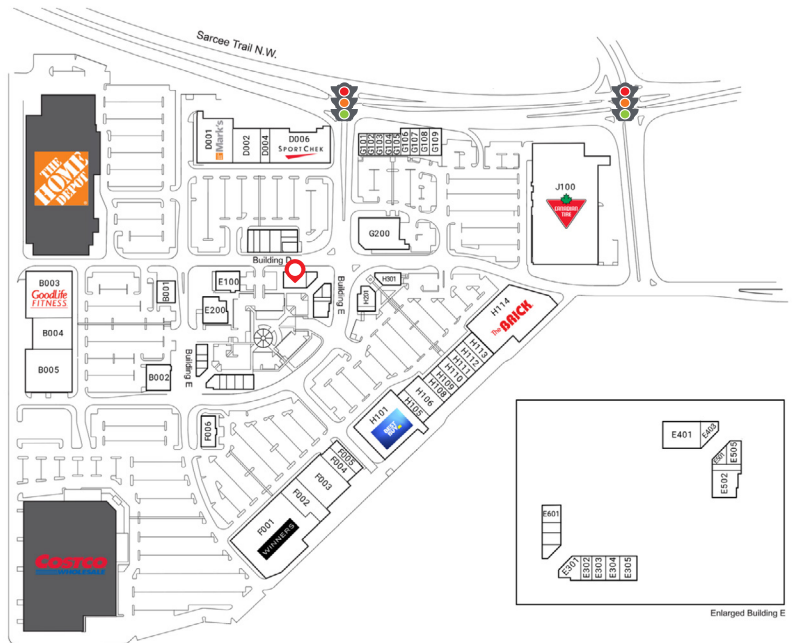 Sarcee Trail N.W.
THE
HOME
DEPOT
D001
Mark's
D002
D004
D006
SPORTCHEK
G101
G102
G103
G104
G105
G106
G107
G108
G109
J100
CANADIAN
TIRE
G200
Building D
B003
GoodLife
FITNESS
B004
B005
B001
B002
E100
E200
Building E
Building E
H301
H201
H114
The BRICK
H113
H112
H111
H110
H109
H108
H106
H105
H101
BEST
BUY
F006
F005
F004
F003
F002
F001
WINNERS
COSTCO
WHOLESALE
E401
E403
E501
E505
E502
E601
E301
E302
E303
E304
E305
Enlarged Building E